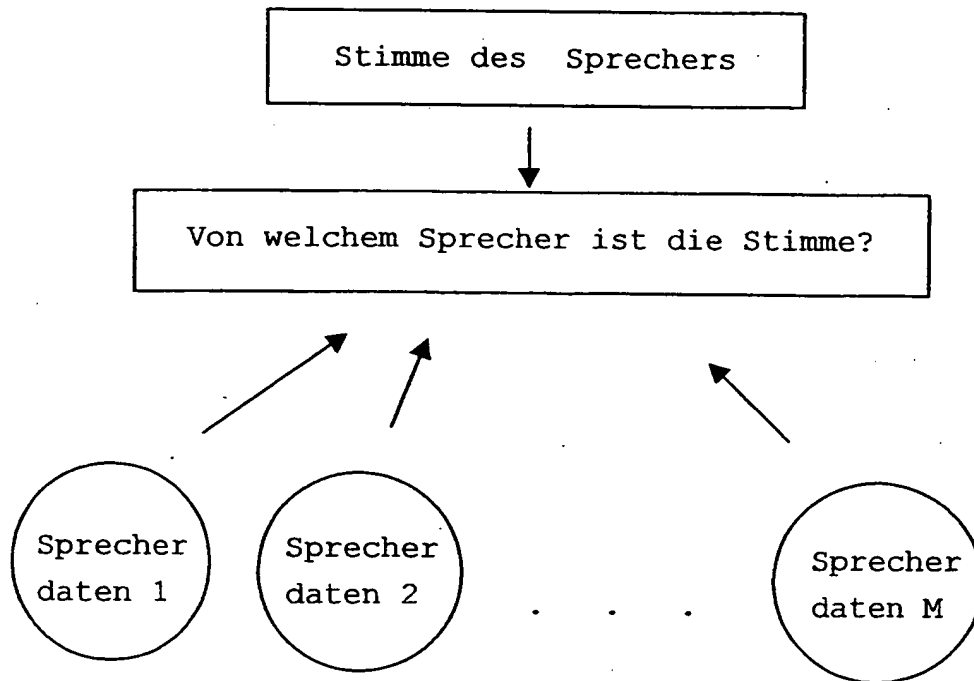 Stimme des Sprechers
Von welchem Sprecher ist die Stimme?
Sprecher
daten 1
Sprecher
daten 2
. . .
Sprecher
daten M